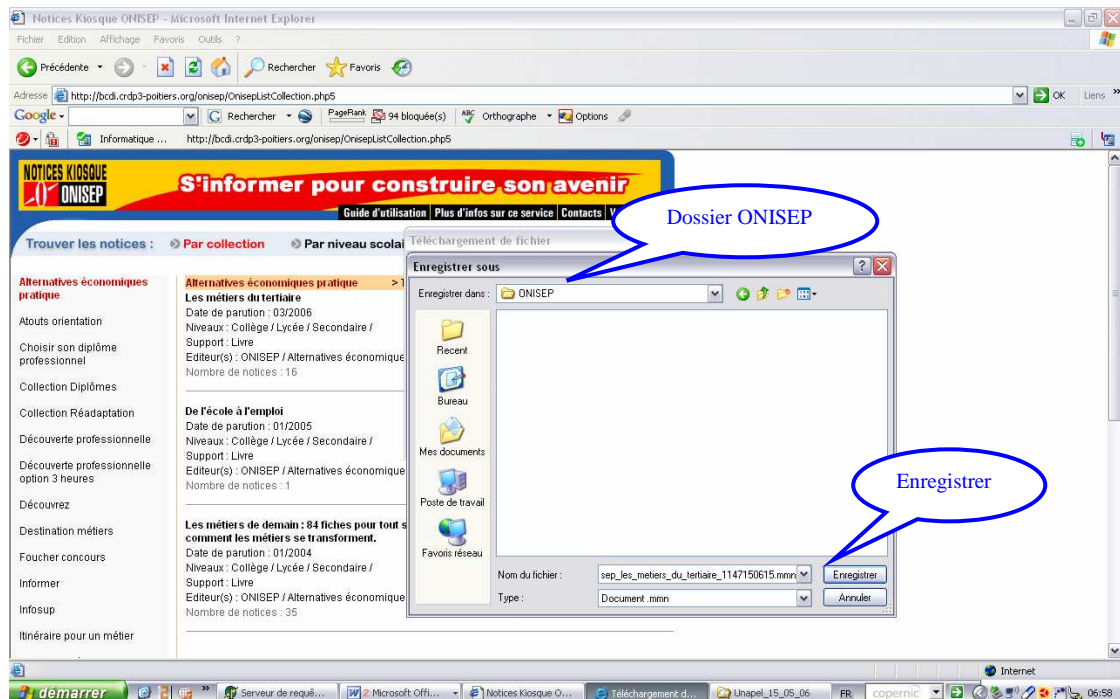 Notices Kiosque ONISEP - Microsoft Internet Explorer
Fichier Edition Affichage Favoris Outils ?
Précédente Rechercher Favoris
Adresse http://bcdi.crdp3-poitiers.org/onisep/OnisepListCollection.php5 OK Liens »
Google Rechercher PageRank 94 bloquée(s) Orthographe Options
Informatique ... http://bcdi.crdp3-poitiers.org/onisep/OnisepListCollection.php5
NOTICES KIOSQUE
ONISEP
S'informer pour construire son avenir
Guide d'utilisation Plus d'infos sur ce service Contacts
Dossier ONISEP
Trouver les notices : Par collection Par niveau scolai
Téléchargement de fichier
Enregistrer sous
Enregistrer dans : ONISEP
Recent
Bureau
Mes documents
Poste de travail
Favoris réseau
Enregistrer
Nom du fichier : sep_les_metiers_du_tertiaire_1147150615.mmn Enregistrer
Type : Document .mmn Annuler
Alternatives économiques
pratique
Atouts orientation
Choisir son diplôme
professionnel
Collection Diplômes
Collection Réadaptation
Découverte professionnelle
Découverte professionnelle
option 3 heures
Découvrez
Destination métiers
Foucher concours
Informer
Infosup
Itinéraire pour un métier
Alternatives économiques pratique >
Les métiers du tertiaire
Date de parution : 03/2006
Niveaux : Collège / Lycée / Secondaire /
Support : Livre
Editeur(s) : ONISEP / Alternatives économique
Nombre de notices : 16
De l'école à l'emploi
Date de parution : 01/2005
Niveaux : Collège / Lycée / Secondaire /
Support : Livre
Editeur(s) : ONISEP / Alternatives économique
Nombre de notices : 1
Les métiers de demain : 84 fiches pour tout s
comment les métiers se transforment.
Date de parution : 01/2004
Niveaux : Collège / Lycée / Secondaire /
Support : Livre
Editeur(s) : ONISEP / Alternatives économique
Nombre de notices : 35
Internet
démarrer » Serveur de requê... 2 Microsoft Offi... Notices Kiosque O... Téléchargement d... Unapel_15_05_06 FR copernic 06:58